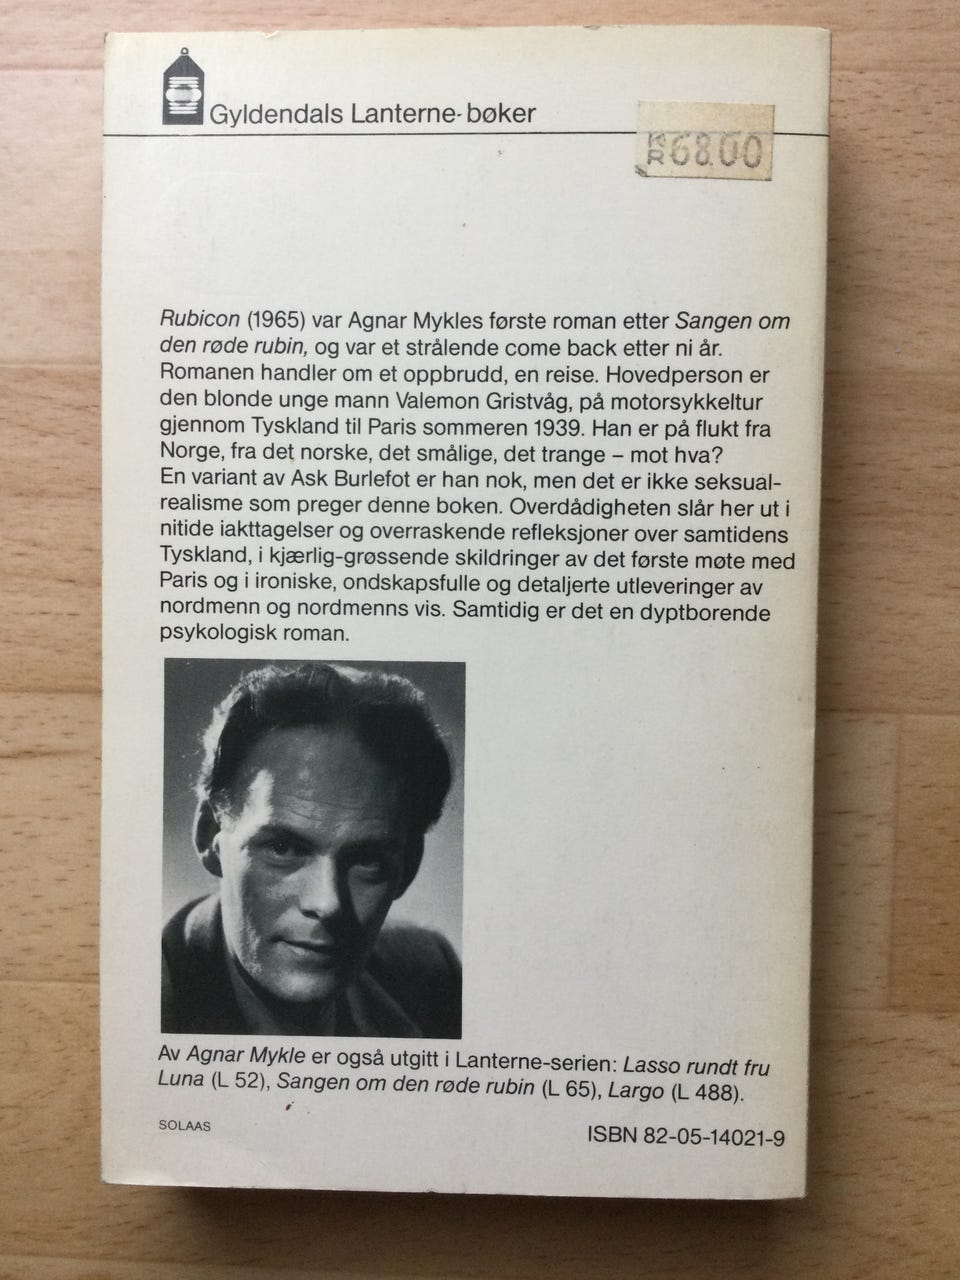 Gyldendals Lanterne-bøker
KR 68.00
Rubicon (1965) var Agnar Mykles første roman etter Sangen om
den røde rubin, og var et strålende come back etter ni år.
Romanen handler om et oppbrudd, en reise. Hovedperson er
den blonde unge mann Valemon Gristvåg, på motorsykkeltur
gjennom Tyskland til Paris sommeren 1939. Han er på flukt fra
Norge, fra det norske, det smålige, det trange – mot hva?
En variant av Ask Burlefot er han nok, men det er ikke seksual-
realisme som preger denne boken. Overdådigheten slår her ut i
nitide iakttagelser og overraskende refleksjoner over samtidens
Tyskland, i kjærlig-grøssende skildringer av det første møte med
Paris og i ironiske, ondskapsfulle og detaljerte utleveringer av
nordmenn og nordmenns vis. Samtidig er det en dyptborende
psykologisk roman.
Av Agnar Mykle er også utgitt i Lanterne-serien: Lasso rundt fru
Luna (L 52), Sangen om den røde rubin (L 65), Largo (L 488).
SOLAAS
ISBN 82-05-14021-9